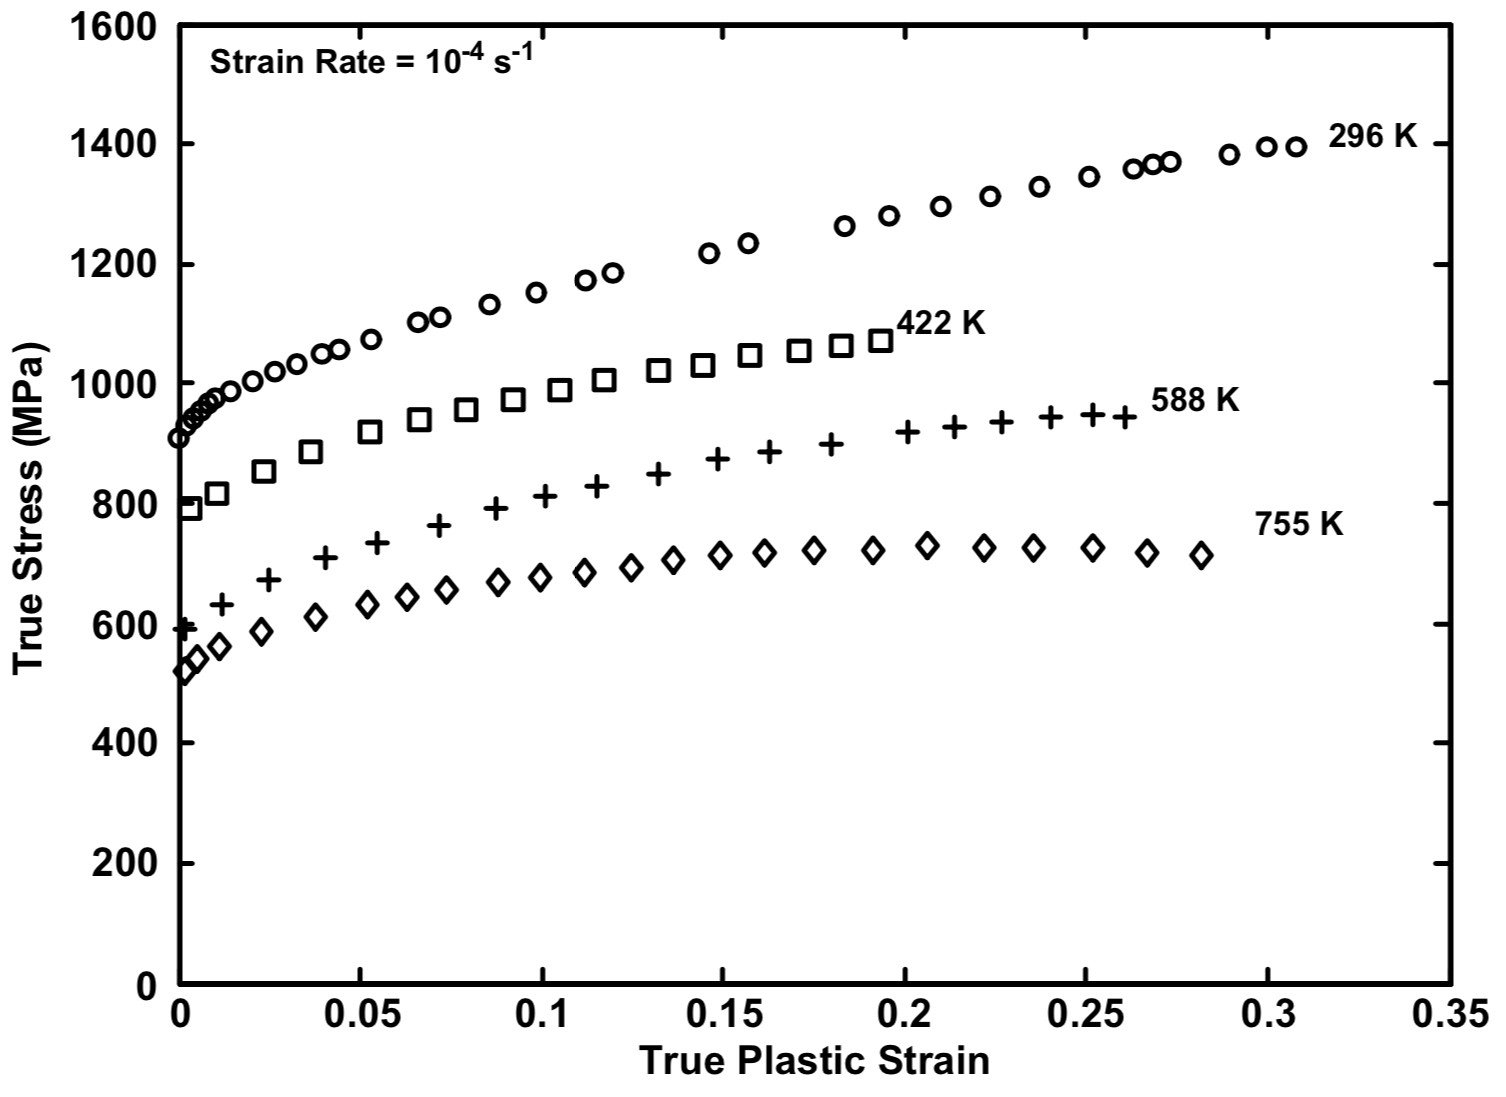 1600
Strain Rate = 10⁻⁴ s⁻¹
1400
296 K
1200
422 K
1000
588 K
800
755 K
600
400
200
0
True Stress (MPa)
0 0.05 0.1 0.15 0.2 0.25 0.3 0.35
True Plastic Strain